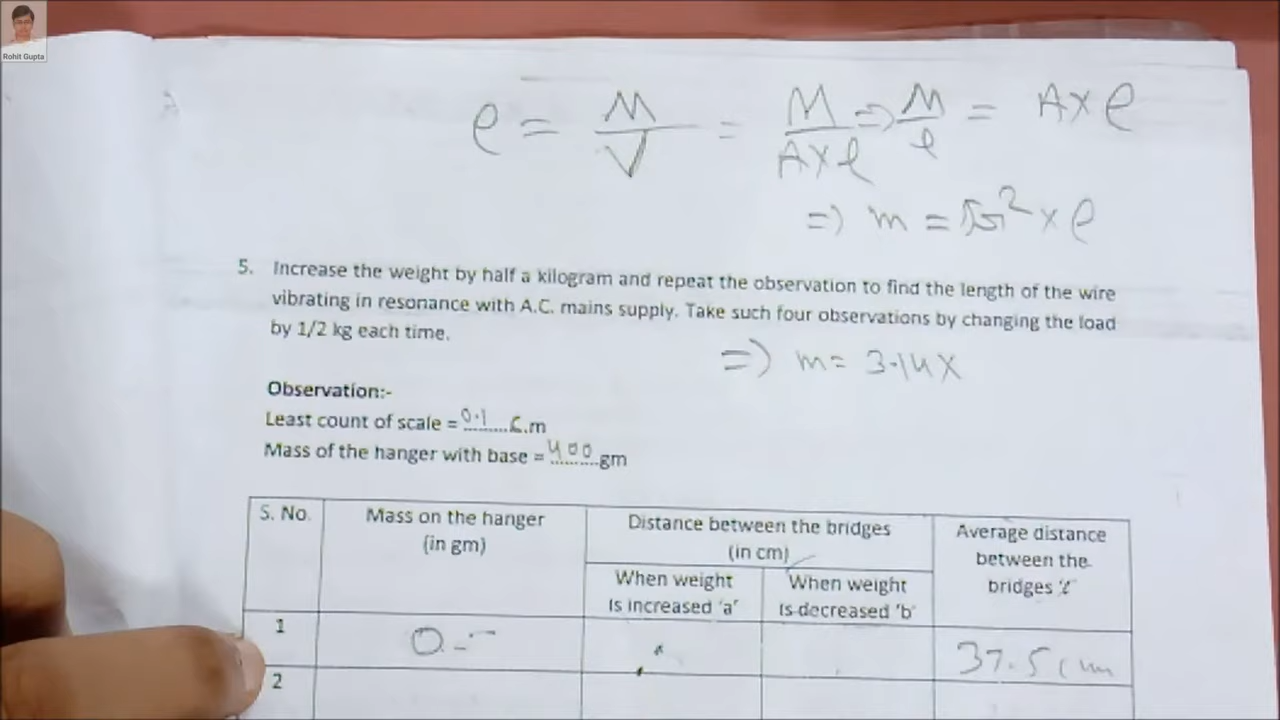 Rohit Gupta
ρ = M/V = M/A×l ⇒ M/l = A×ρ
⇒ m = πr² × ρ
5. Increase the weight by half a kilogram and repeat the observation to find the length of the wire
vibrating in resonance with A.C. mains supply. Take such four observations by changing the load
by 1/2 kg each time.
⇒ m = 3.14×
Observation:-
Least count of scale = 0.1 C.m
Mass of the hanger with base = 400 gm
S. No. Mass on the hanger (in gm) Distance between the bridges (in cm) Average distance between the bridges 'l'
When weight Is increased 'a' When weight Is decreased 'b'
1 0.5 37.5 cm
2